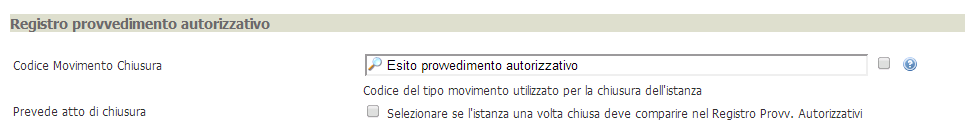 Registro provvedimento autorizzativo
Codice Movimento Chiusura Esito provvedimento autorizzativo
Codice del tipo movimento utilizzato per la chiusura dell'istanza
Prevede atto di chiusura Selezionare se l'istanza una volta chiusa deve comparire nel Registro Provv. Autorizzativi